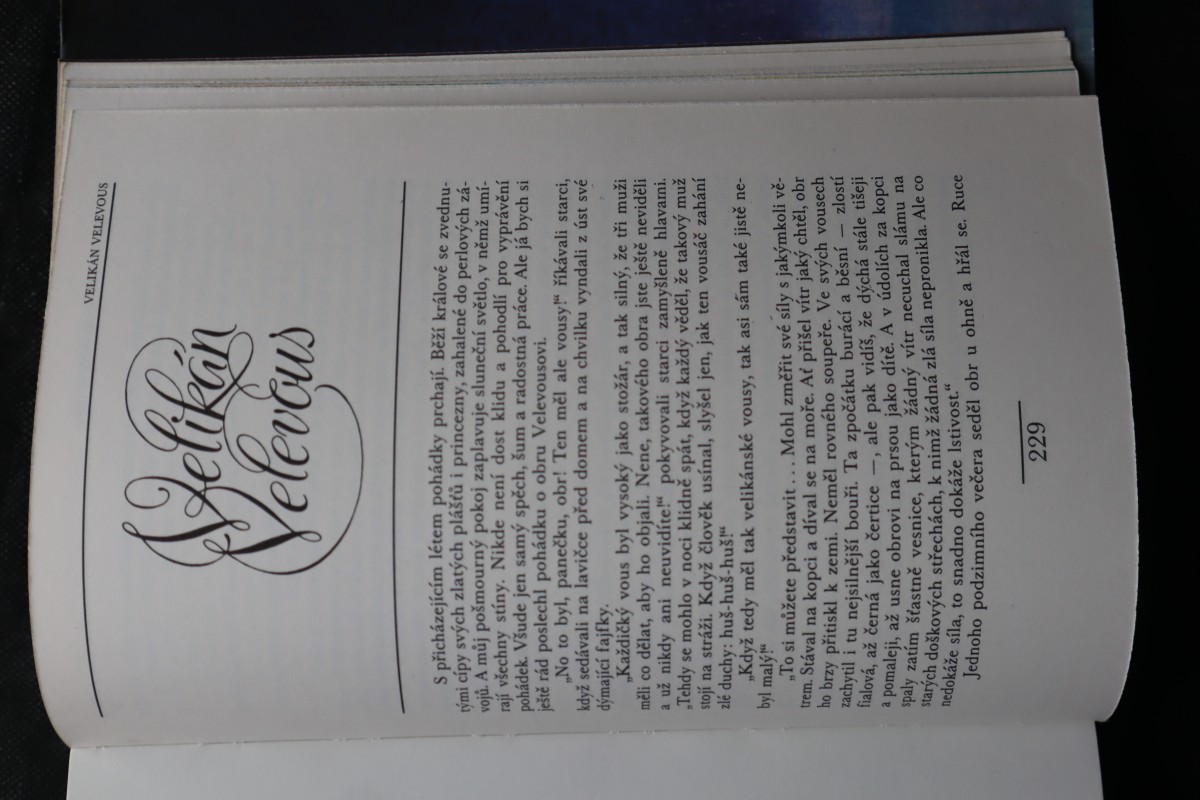 VELIKÁN VELEVOUS
Velikán
Velevous
S přicházejícím létem pohádky prchají. Běží králové se zvednu-
tými cípy svých zlatých plášťů i princezny, zahalené do perlových zá-
vojů. A můj pošmourný pokoj zaplavuje sluneční světlo, v němž umí-
rají všechny stíny. Nikde není dost klidu a pohodlí pro vyprávění
pohádek. Všude jen samý spěch, šum a radostná práce. Ale já bych si
ještě rád poslechl pohádku o obru Velevousovi.
„No to byl, panečku, obr! Ten měl ale vousy!“ říkávali starci,
když sedávali na lavičce před domem a na chvilku vyndali z úst své
dýmající fajfky.
„Každičký vous byl vysoký jako stožár, a tak silný, že tři muži
měli co dělat, aby ho objali. Nene, takového obra jste ještě neviděli
a už nikdy ani neuvidíte!“ pokyvovali starci zamyšleně hlavami.
„Tehdy se mohlo v noci klidně spát, když každý věděl, že takový muž
stojí na stráži. Když člověk usínal, slyšel jen, jak ten vousáč zahání
zlé duchy: huš-huš-huš!“
„Když tedy měl tak velikánské vousy, tak asi sám také jistě ne-
byl malý!“
„To si můžete představit... Mohl změřit své síly s jakýmkoli vě-
trem. Stával na kopci a díval se na moře. Ať přišel vítr jaký chtěl, obr
ho brzy přitiskl k zemi. Neměl rovného soupeře. Ve svých vousech
zachytil i tu nejsilnější bouři. Ta zpočátku burácí a běsní — zlostí
fialová, až černá jako čertice —, ale pak vidíš, že dýchá stále tišeji
a pomaleji, až usne obrovi na prsou jako dítě. A v údolích za kopci
spaly zatím šťastné vesnice, kterým žádný vítr necuchal slámu na
starých doškových střechách, k nimž žádná zlá síla nepronikla. Ale co
nedokáže síla, to snadno dokáže lstivost.“
Jednoho podzimního večera seděl obr u ohně a hřál se. Ruce
229